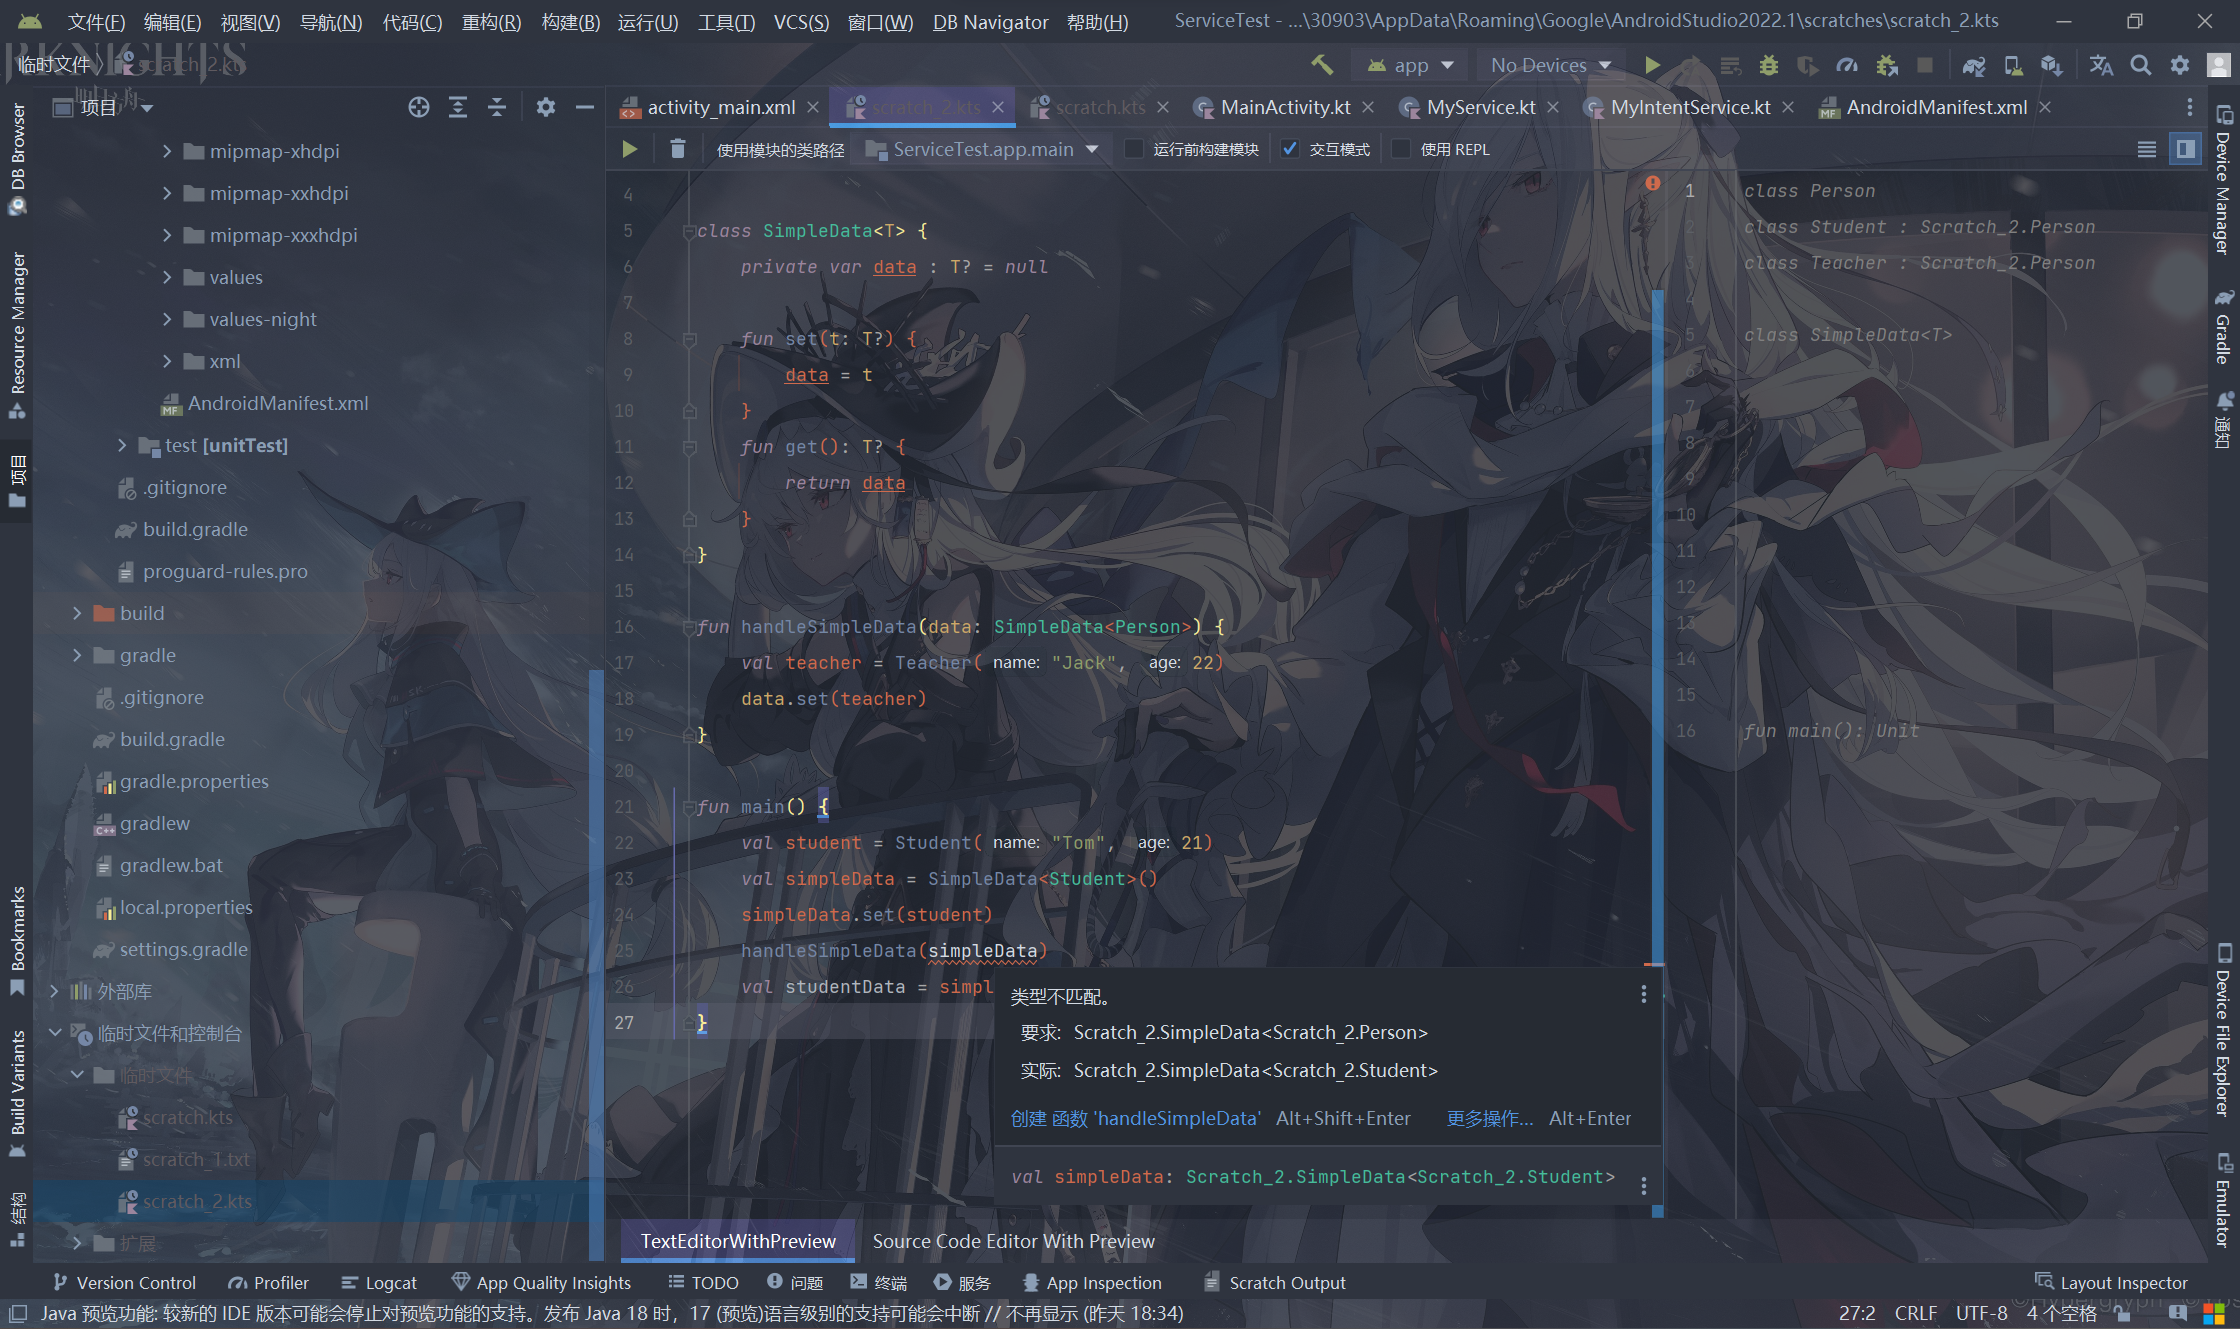 文件(F) 编辑(E) 视图(V) 导航(N) 代码(C) 重构(R) 构建(B) 运行(U) 工具(T) VCS(S) 窗口(W) DB Navigator 帮助(H) ServiceTest - ...\30903\AppData\Roaming\Google\AndroidStudio2022.1\scratches\scratch_2.kts
临时文件 scratch_2.kts app No Devices
项目
activity_main.xml scratch_2.kts scratch.kts MainActivity.kt MyService.kt MyIntentService.kt AndroidManifest.xml
使用模块的类路径 ServiceTest.app.main 运行前构建模块 交互模式 使用 REPL
DB Browser
Resource Manager
项目
Bookmarks
Build Variants
结构
mipmap-xhdpi
mipmap-xxhdpi
mipmap-xxxhdpi
values
values-night
xml
AndroidManifest.xml
test [unitTest]
.gitignore
build.gradle
proguard-rules.pro
build
gradle
.gitignore
build.gradle
gradle.properties
gradlew
gradlew.bat
local.properties
settings.gradle
外部库
临时文件和控制台
临时文件
scratch.kts
scratch_1.txt
scratch_2.kts
扩展
4
5 class SimpleData<T> {
6 private var data : T? = null
7
8 fun set(t: T?) {
9 data = t
10 }
11 fun get(): T? {
12 return data
13 }
14 }
15
16 fun handleSimpleData(data: SimpleData<Person>) {
17 val teacher = Teacher( name: "Jack", age: 22)
18 data.set(teacher)
19 }
20
21 fun main() {
22 val student = Student( name: "Tom", age: 21)
23 val simpleData = SimpleData<Student>()
24 simpleData.set(student)
25 handleSimpleData(simpleData)
26 val studentData = simpl
27 }
类型不匹配。
要求: Scratch_2.SimpleData<Scratch_2.Person>
实际: Scratch_2.SimpleData<Scratch_2.Student>
创建 函数 'handleSimpleData' Alt+Shift+Enter 更多操作... Alt+Enter
val simpleData: Scratch_2.SimpleData<Scratch_2.Student>
1 class Person
2 class Student : Scratch_2.Person
3 class Teacher : Scratch_2.Person
4
5 class SimpleData<T>
6
7
8
9
10
11
12
13
14
15
16 fun main(): Unit
Device Manager
Gradle
通知
Device File Explorer
Emulator
TextEditorWithPreview Source Code Editor With Preview
Version Control Profiler Logcat App Quality Insights TODO 问题 终端 服务 App Inspection Scratch Output Layout Inspector
Java 预览功能: 较新的 IDE 版本可能会停止对预览功能的支持。发布 Java 18 时，17 (预览)语言级别的支持可能会中断 // 不再显示 (昨天 18:34) 27:2 CRLF UTF-8 4 个空格